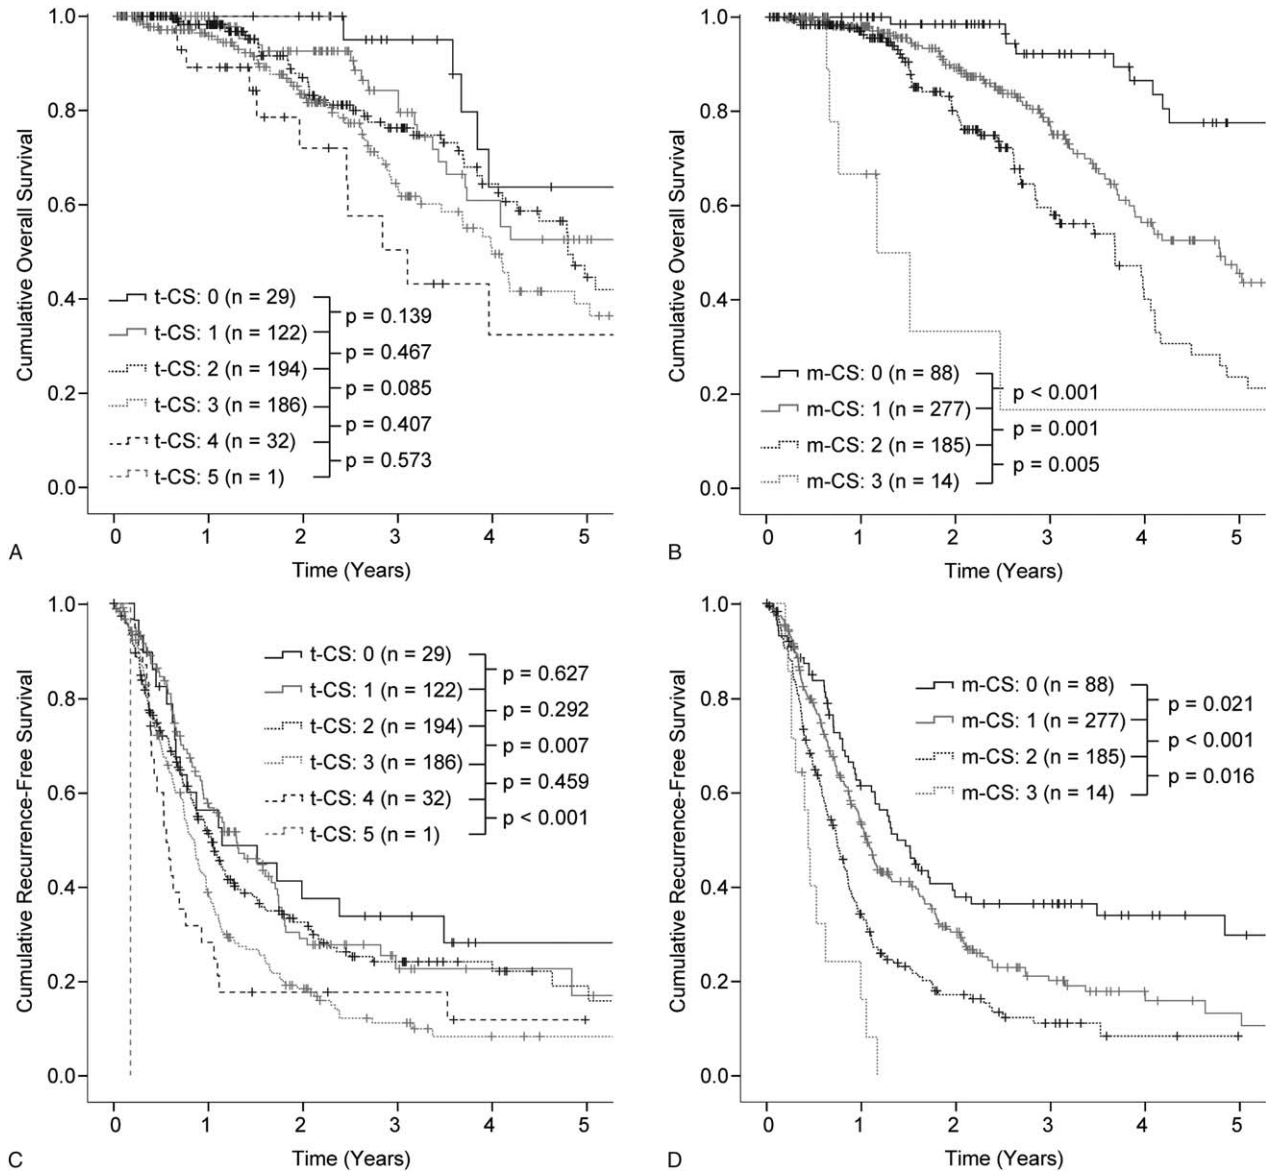 Cumulative Overall Survival
1.0
0.8
0.6
0.4
0.2
0.0
t-CS: 0 (n = 29)
t-CS: 1 (n = 122)
t-CS: 2 (n = 194)
t-CS: 3 (n = 186)
t-CS: 4 (n = 32)
t-CS: 5 (n = 1)
p = 0.139
p = 0.467
p = 0.085
p = 0.407
p = 0.573
0 1 2 3 4 5
Time (Years)
A
Cumulative Overall Survival
1.0
0.8
0.6
0.4
0.2
0.0
m-CS: 0 (n = 88)
m-CS: 1 (n = 277)
m-CS: 2 (n = 185)
m-CS: 3 (n = 14)
p < 0.001
p = 0.001
p = 0.005
0 1 2 3 4 5
Time (Years)
B
Cumulative Recurrence-Free Survival
1.0
0.8
0.6
0.4
0.2
0.0
t-CS: 0 (n = 29)
t-CS: 1 (n = 122)
t-CS: 2 (n = 194)
t-CS: 3 (n = 186)
t-CS: 4 (n = 32)
t-CS: 5 (n = 1)
p = 0.627
p = 0.292
p = 0.007
p = 0.459
p < 0.001
0 1 2 3 4 5
Time (Years)
C
Cumulative Recurrence-Free Survival
1.0
0.8
0.6
0.4
0.2
0.0
m-CS: 0 (n = 88)
m-CS: 1 (n = 277)
m-CS: 2 (n = 185)
m-CS: 3 (n = 14)
p = 0.021
p < 0.001
p = 0.016
0 1 2 3 4 5
Time (Years)
D